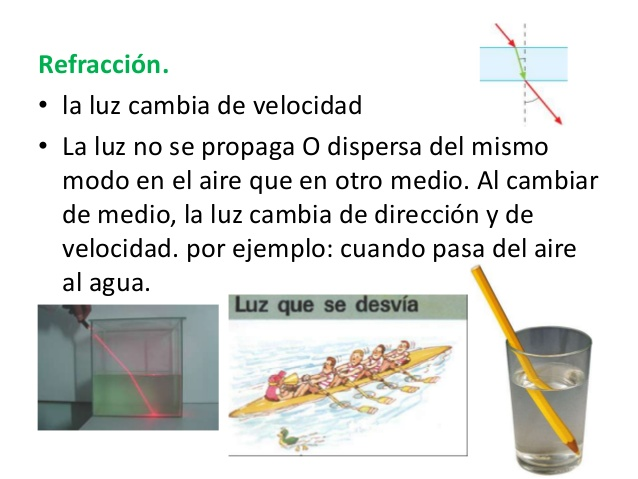 Refracción.
• la luz cambia de velocidad
• La luz no se propaga O dispersa del mismo
modo en el aire que en otro medio. Al cambiar
de medio, la luz cambia de dirección y de
velocidad. por ejemplo: cuando pasa del aire
al agua.
Luz que se desvía